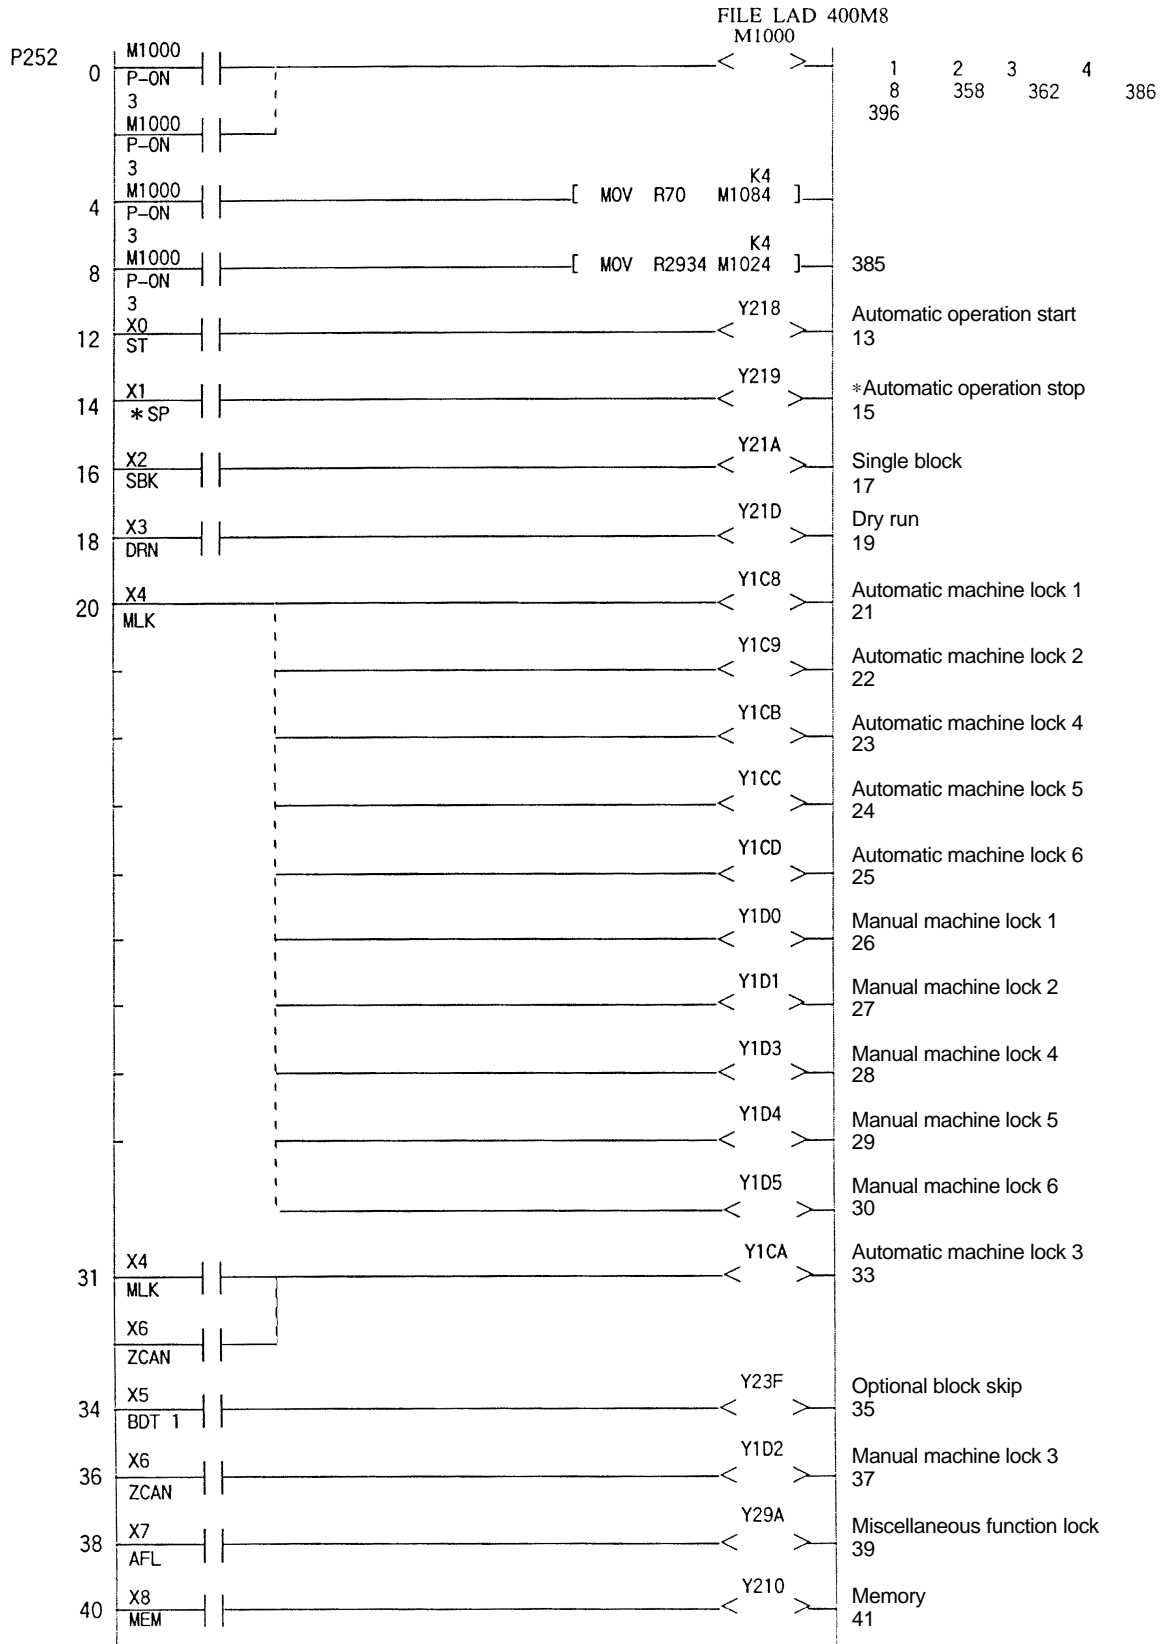 FILE LAD 400M8
P252
M1000
M1000
0
P-ON
< >
1 2 3 4
3
8 358 362 386
M1000
396
P-ON
3
M1000
K4
4
P-ON
[ MOV R70 M1084 ]
3
M1000
K4
8
P-ON
[ MOV R2934 M1024 ]
385
3
X0
Y218
Automatic operation start
12
ST
< >
13
X1
Y219
*Automatic operation stop
14
*SP
< >
15
X2
Y21A
Single block
16
SBK
< >
17
X3
Y21D
Dry run
18
DRN
< >
19
X4
Y1C8
Automatic machine lock 1
20
MLK
< >
21
Y1C9
Automatic machine lock 2
< >
22
Y1CB
Automatic machine lock 4
< >
23
Y1CC
Automatic machine lock 5
< >
24
Y1CD
Automatic machine lock 6
< >
25
Y1D0
Manual machine lock 1
< >
26
Y1D1
Manual machine lock 2
< >
27
Y1D3
Manual machine lock 4
< >
28
Y1D4
Manual machine lock 5
< >
29
Y1D5
Manual machine lock 6
< >
30
X4
Y1CA
Automatic machine lock 3
31
MLK
< >
33
X6
ZCAN
X5
Y23F
Optional block skip
34
BDT 1
< >
35
X6
Y1D2
Manual machine lock 3
36
ZCAN
< >
37
X7
Y29A
Miscellaneous function lock
38
AFL
< >
39
X8
Y210
Memory
40
MEM
< >
41